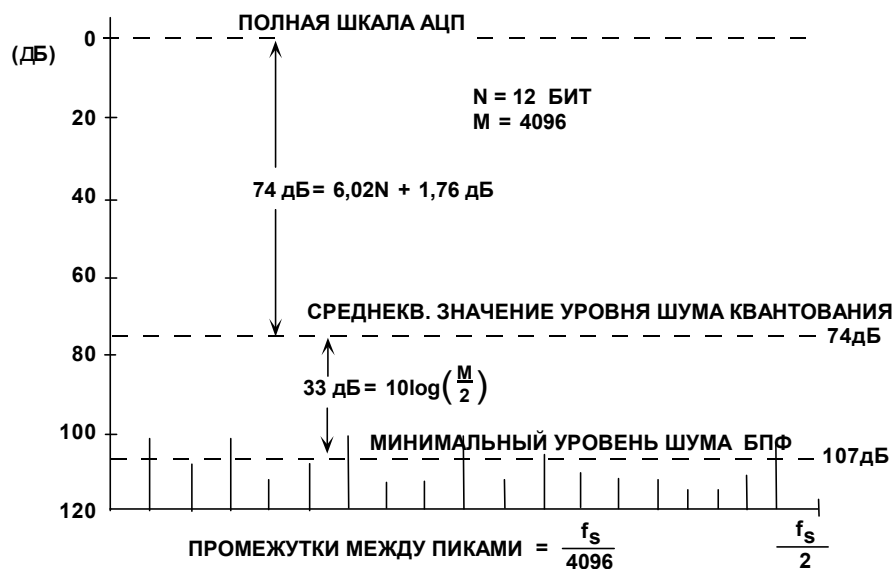 ПОЛНАЯ ШКАЛА АЦП
0
(ДБ)
N = 12 БИТ
M = 4096
20
74 дБ= 6,02N + 1,76 дБ
40
60
СРЕДНЕКВ. ЗНАЧЕНИЕ УРОВНЯ ШУМА КВАНТОВАНИЯ
74дБ
80
33 дБ= 10log(M/2)
100
МИНИМАЛЬНЫЙ УРОВЕНЬ ШУМА БПФ
107дБ
120
ПРОМЕЖУТКИ МЕЖДУ ПИКАМИ = fs/4096
fs/2